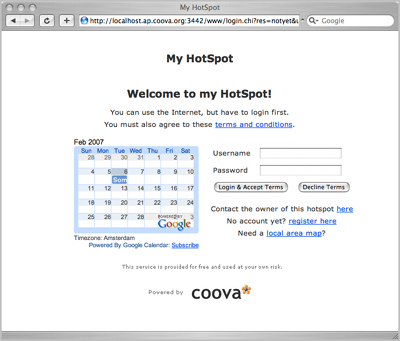 My HotSpot
http://localhost.ap.coova.org:3442/www/login.chi?res=notyet&u
Google
My HotSpot
Welcome to my HotSpot!
You can use the Internet, but have to login first.
You must also agree to these terms and conditions.
Feb 2007
Sun Mon Tue Wed Thu Fri Sat
28 29 30 31 1 2 3
4 5 6 7 8 9 10
Som
11 12 13 14 15 16 17
18 19 20 21 22 23 24
25 26 27 28 1 2 3
POWERED BY
Google
Timezone: Amsterdam
Powered By Google Calendar: Subscribe
Username
Password
Login & Accept Terms Decline Terms
Contact the owner of this hotspot here
No account yet? register here
Need a local area map?
This service is provided for free and used at your own risk.
Powered by coova